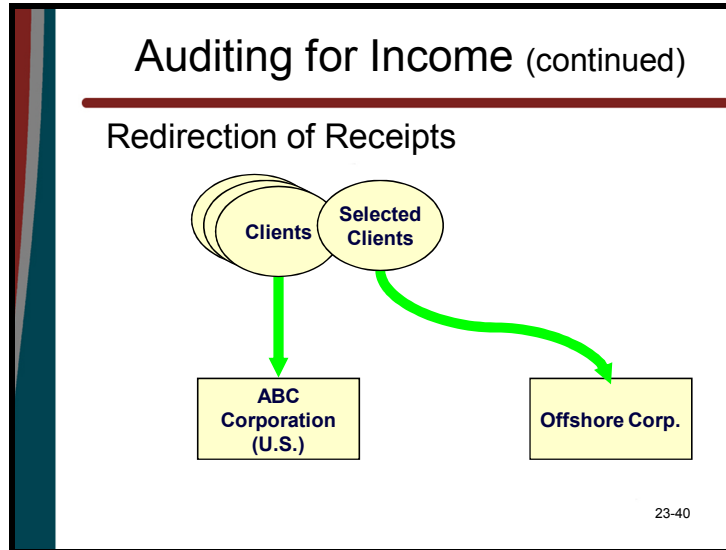 Auditing for Income (continued)
Redirection of Receipts
Clients
Selected
Clients
ABC
Corporation
(U.S.)
Offshore Corp.
23-40